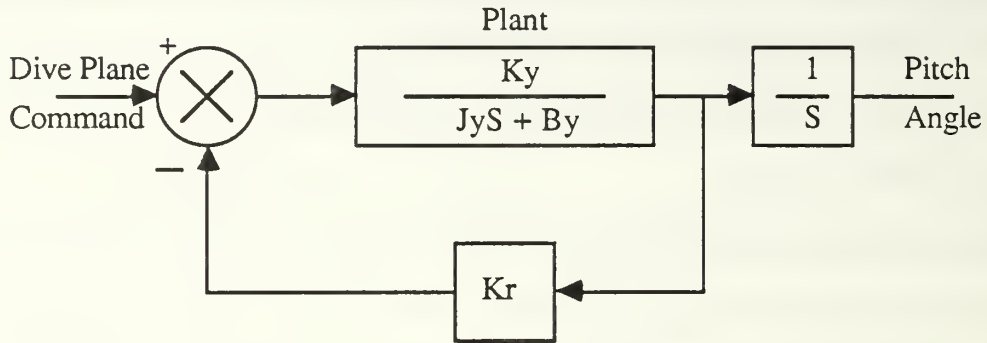 Plant
Dive Plane
Command
+
Ky
JyS + By
1
S
Pitch
Angle
−
Kr